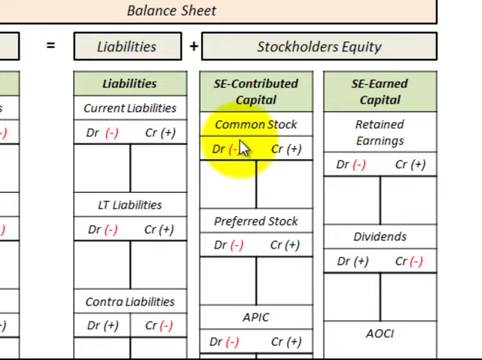 Balance Sheet
= Liabilities + Stockholders Equity
Liabilities
Current Liabilities
Dr (-) Cr (+)
LT Liabilities
Dr (-) Cr (+)
Contra Liabilities
Dr (+) Cr (-)
SE-Contributed
Capital
Common Stock
Dr (-) Cr (+)
Preferred Stock
Dr (-) Cr (+)
APIC
Dr (-) Cr (+)
SE-Earned
Capital
Retained
Earnings
Dr (-) Cr (+)
Dividends
Dr (+) Cr (-)
AOCI